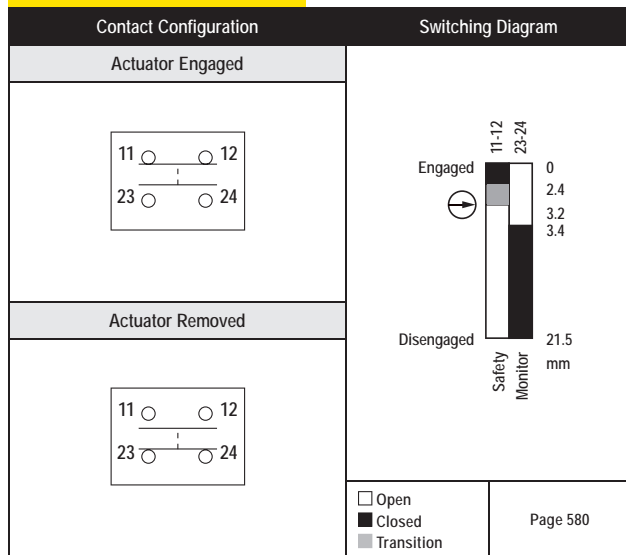 Contact Configuration
Switching Diagram
Actuator Engaged
11 12
23 24
Actuator Removed
11 12
23 24
11-12
23-24
Engaged
0
2.4
3.2
3.4
Disengaged
21.5
mm
Safety
Monitor
Open
Closed
Transition
Page 580